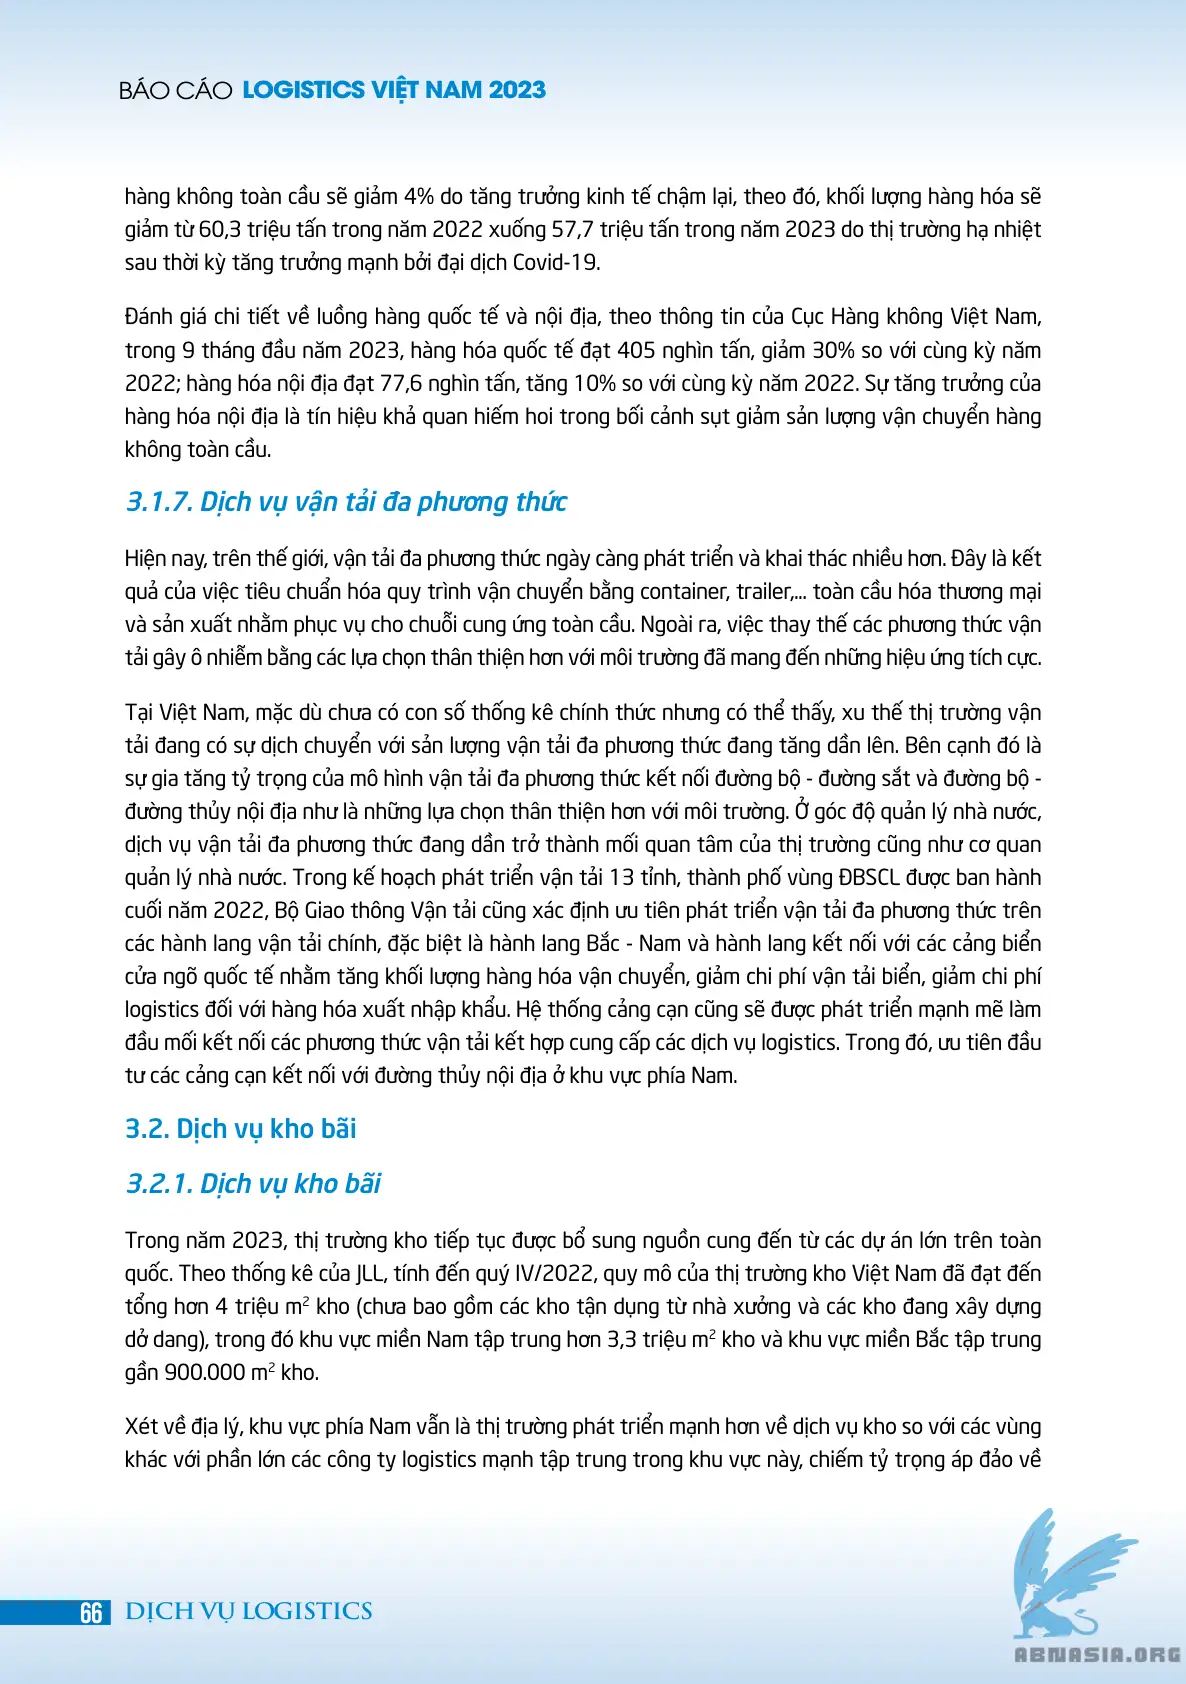 BÁO CÁO LOGISTICS VIỆT NAM 2023
hàng không toàn cầu sẽ giảm 4% do tăng trưởng kinh tế chậm lại, theo đó, khối lượng hàng hóa sẽ
giảm từ 60,3 triệu tấn trong năm 2022 xuống 57,7 triệu tấn trong năm 2023 do thị trường hạ nhiệt
sau thời kỳ tăng trưởng mạnh bởi đại dịch Covid-19.
Đánh giá chi tiết về luồng hàng quốc tế và nội địa, theo thông tin của Cục Hàng không Việt Nam,
trong 9 tháng đầu năm 2023, hàng hóa quốc tế đạt 405 nghìn tấn, giảm 30% so với cùng kỳ năm
2022; hàng hóa nội địa đạt 77,6 nghìn tấn, tăng 10% so với cùng kỳ năm 2022. Sự tăng trưởng của
hàng hóa nội địa là tín hiệu khả quan hiếm hoi trong bối cảnh sụt giảm sản lượng vận chuyển hàng
không toàn cầu.
3.1.7. Dịch vụ vận tải đa phương thức
Hiện nay, trên thế giới, vận tải đa phương thức ngày càng phát triển và khai thác nhiều hơn. Đây là kết
quả của việc tiêu chuẩn hóa quy trình vận chuyển bằng container, trailer,... toàn cầu hóa thương mại
và sản xuất nhằm phục vụ cho chuỗi cung ứng toàn cầu. Ngoài ra, việc thay thế các phương thức vận
tải gây ô nhiễm bằng các lựa chọn thân thiện hơn với môi trường đã mang đến những hiệu ứng tích cực.
Tại Việt Nam, mặc dù chưa có con số thống kê chính thức nhưng có thể thấy, xu thế thị trường vận
tải đang có sự dịch chuyển với sản lượng vận tải đa phương thức đang tăng dần lên. Bên cạnh đó là
sự gia tăng tỷ trọng của mô hình vận tải đa phương thức kết nối đường bộ - đường sắt và đường bộ -
đường thủy nội địa như là những lựa chọn thân thiện hơn với môi trường. Ở góc độ quản lý nhà nước,
dịch vụ vận tải đa phương thức đang dần trở thành mối quan tâm của thị trường cũng như cơ quan
quản lý nhà nước. Trong kế hoạch phát triển vận tải 13 tỉnh, thành phố vùng ĐBSCL được ban hành
cuối năm 2022, Bộ Giao thông Vận tải cũng xác định ưu tiên phát triển vận tải đa phương thức trên
các hành lang vận tải chính, đặc biệt là hành lang Bắc - Nam và hành lang kết nối với các cảng biển
cửa ngõ quốc tế nhằm tăng khối lượng hàng hóa vận chuyển, giảm chi phí vận tải biển, giảm chi phí
logistics đối với hàng hóa xuất nhập khẩu. Hệ thống cảng cạn cũng sẽ được phát triển mạnh mẽ làm
đầu mối kết nối các phương thức vận tải kết hợp cung cấp các dịch vụ logistics. Trong đó, ưu tiên đầu
tư các cảng cạn kết nối với đường thủy nội địa ở khu vực phía Nam.
3.2. Dịch vụ kho bãi
3.2.1. Dịch vụ kho bãi
Trong năm 2023, thị trường kho tiếp tục được bổ sung nguồn cung đến từ các dự án lớn trên toàn
quốc. Theo thống kê của JLL, tính đến quý IV/2022, quy mô của thị trường kho Việt Nam đã đạt đến
tổng hơn 4 triệu m² kho (chưa bao gồm các kho tận dụng từ nhà xưởng và các kho đang xây dựng
dở dang), trong đó khu vực miền Nam tập trung hơn 3,3 triệu m² kho và khu vực miền Bắc tập trung
gần 900.000 m² kho.
Xét về địa lý, khu vực phía Nam vẫn là thị trường phát triển mạnh hơn về dịch vụ kho so với các vùng
khác với phần lớn các công ty logistics mạnh tập trung trong khu vực này, chiếm tỷ trọng áp đảo về
66 DỊCH VỤ LOGISTICS
ABNASIA.ORG